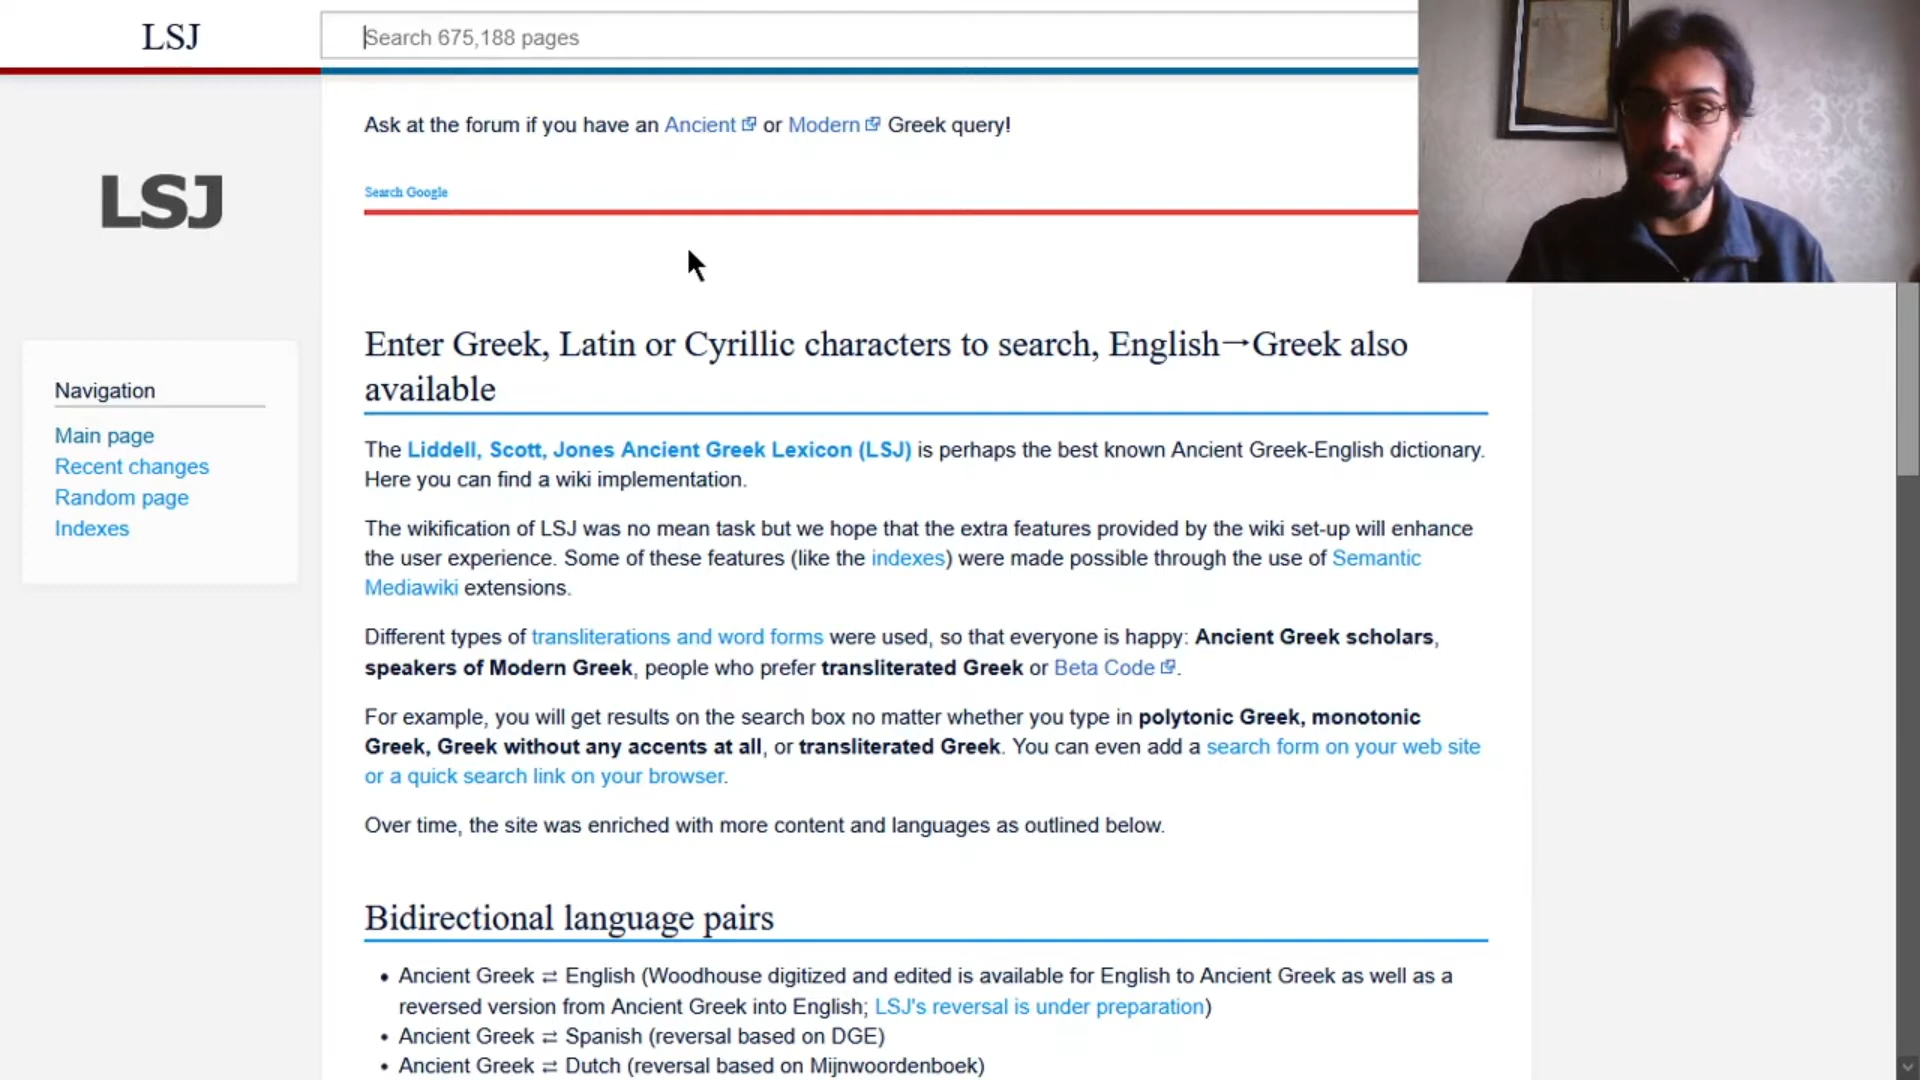 LSJ
Search 675,188 pages
Ask at the forum if you have an Ancient or Modern Greek query!
LSJ
Search Google
Enter Greek, Latin or Cyrillic characters to search, English→Greek also
available
Navigation
Main page
Recent changes
Random page
Indexes
The Liddell, Scott, Jones Ancient Greek Lexicon (LSJ) is perhaps the best known Ancient Greek-English dictionary.
Here you can find a wiki implementation.
The wikification of LSJ was no mean task but we hope that the extra features provided by the wiki set-up will enhance
the user experience. Some of these features (like the indexes) were made possible through the use of Semantic
Mediawiki extensions.
Different types of transliterations and word forms were used, so that everyone is happy: Ancient Greek scholars,
speakers of Modern Greek, people who prefer transliterated Greek or Beta Code.
For example, you will get results on the search box no matter whether you type in polytonic Greek, monotonic
Greek, Greek without any accents at all, or transliterated Greek. You can even add a search form on your web site
or a quick search link on your browser.
Over time, the site was enriched with more content and languages as outlined below.
Bidirectional language pairs
• Ancient Greek ⇄ English (Woodhouse digitized and edited is available for English to Ancient Greek as well as a
reversed version from Ancient Greek into English; LSJ's reversal is under preparation)
• Ancient Greek ⇄ Spanish (reversal based on DGE)
• Ancient Greek ⇄ Dutch (reversal based on Mijnwoordenboek)